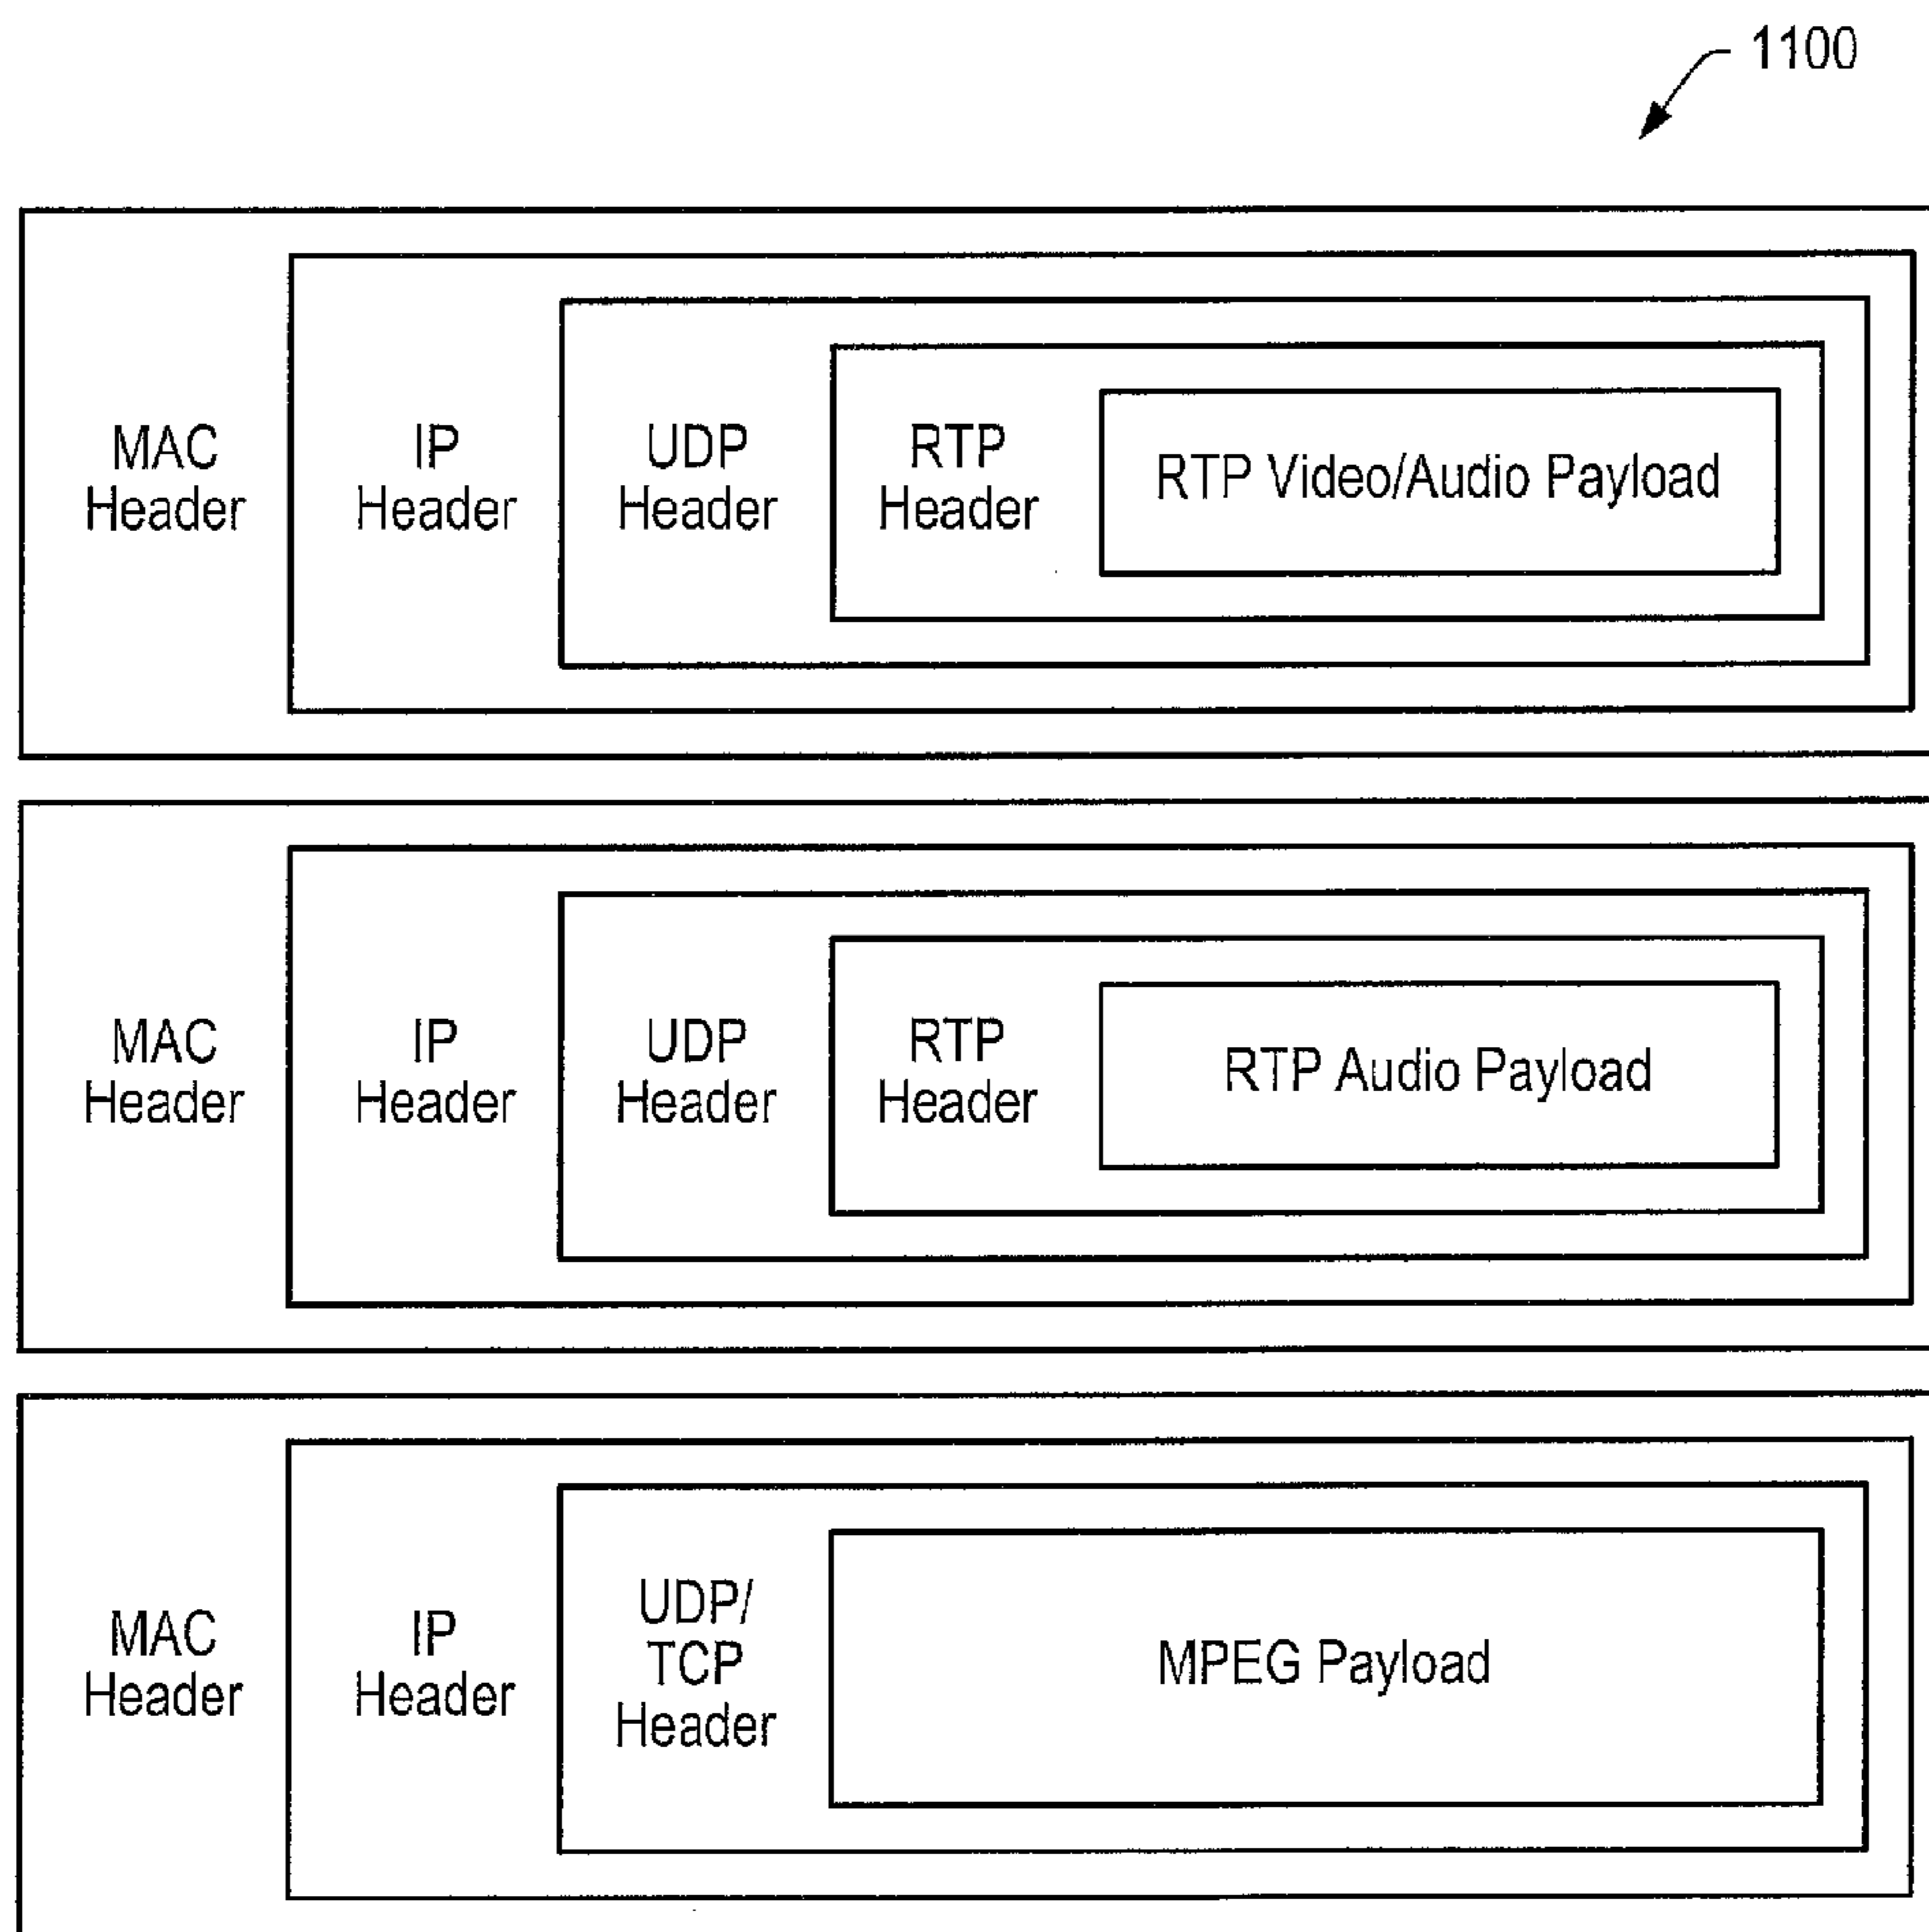 1100
MAC
Header
IP
Header
UDP
Header
RTP
Header
RTP Video/Audio Payload
MAC
Header
IP
Header
UDP
Header
RTP
Header
RTP Audio Payload
MAC
Header
IP
Header
UDP/
TCP
Header
MPEG Payload